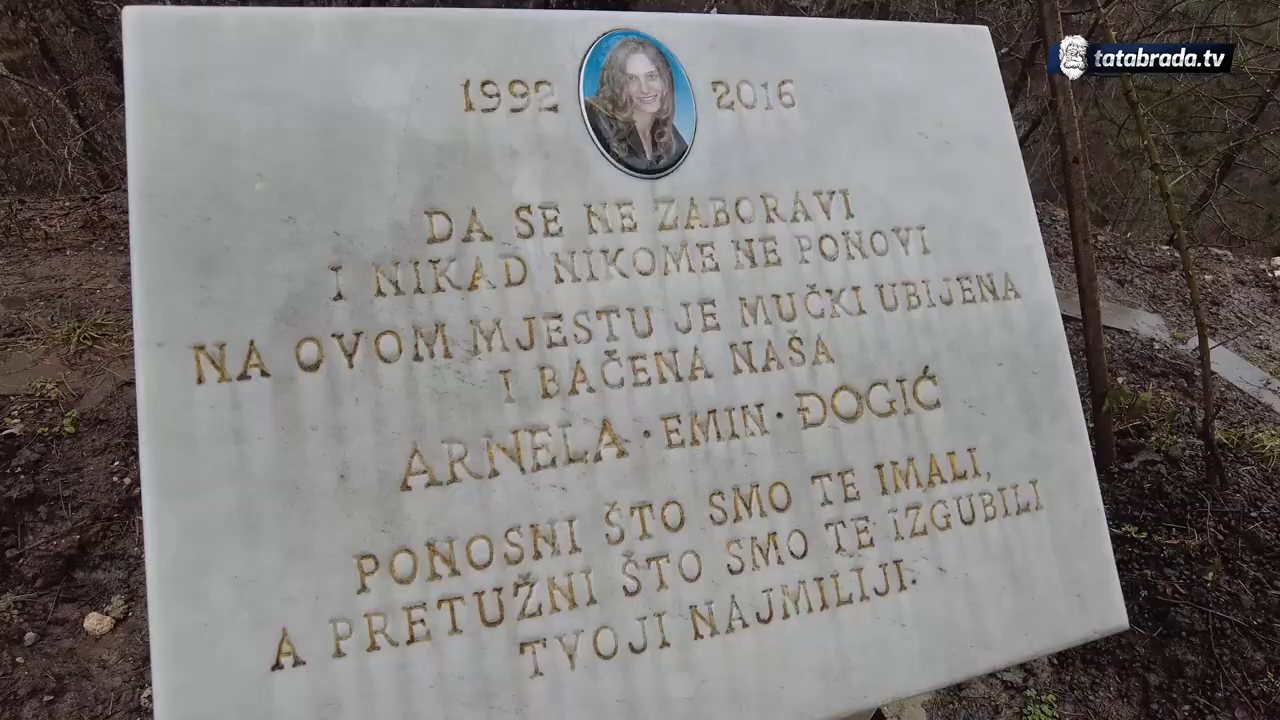 tatabrada.tv
1992 2016
DA SE NE ZABORAVI
I NIKAD NIKOME NE PONOVI
NA OVOM MJESTU JE MUČKI UBIJENA
I BAČENA NAŠA
ARNELA · EMIN · ĐOGIĆ
PONOSNI ŠTO SMO TE IMALI,
A PRETUŽNI ŠTO SMO TE IZGUBILI
TVOJI NAJMILIJI.